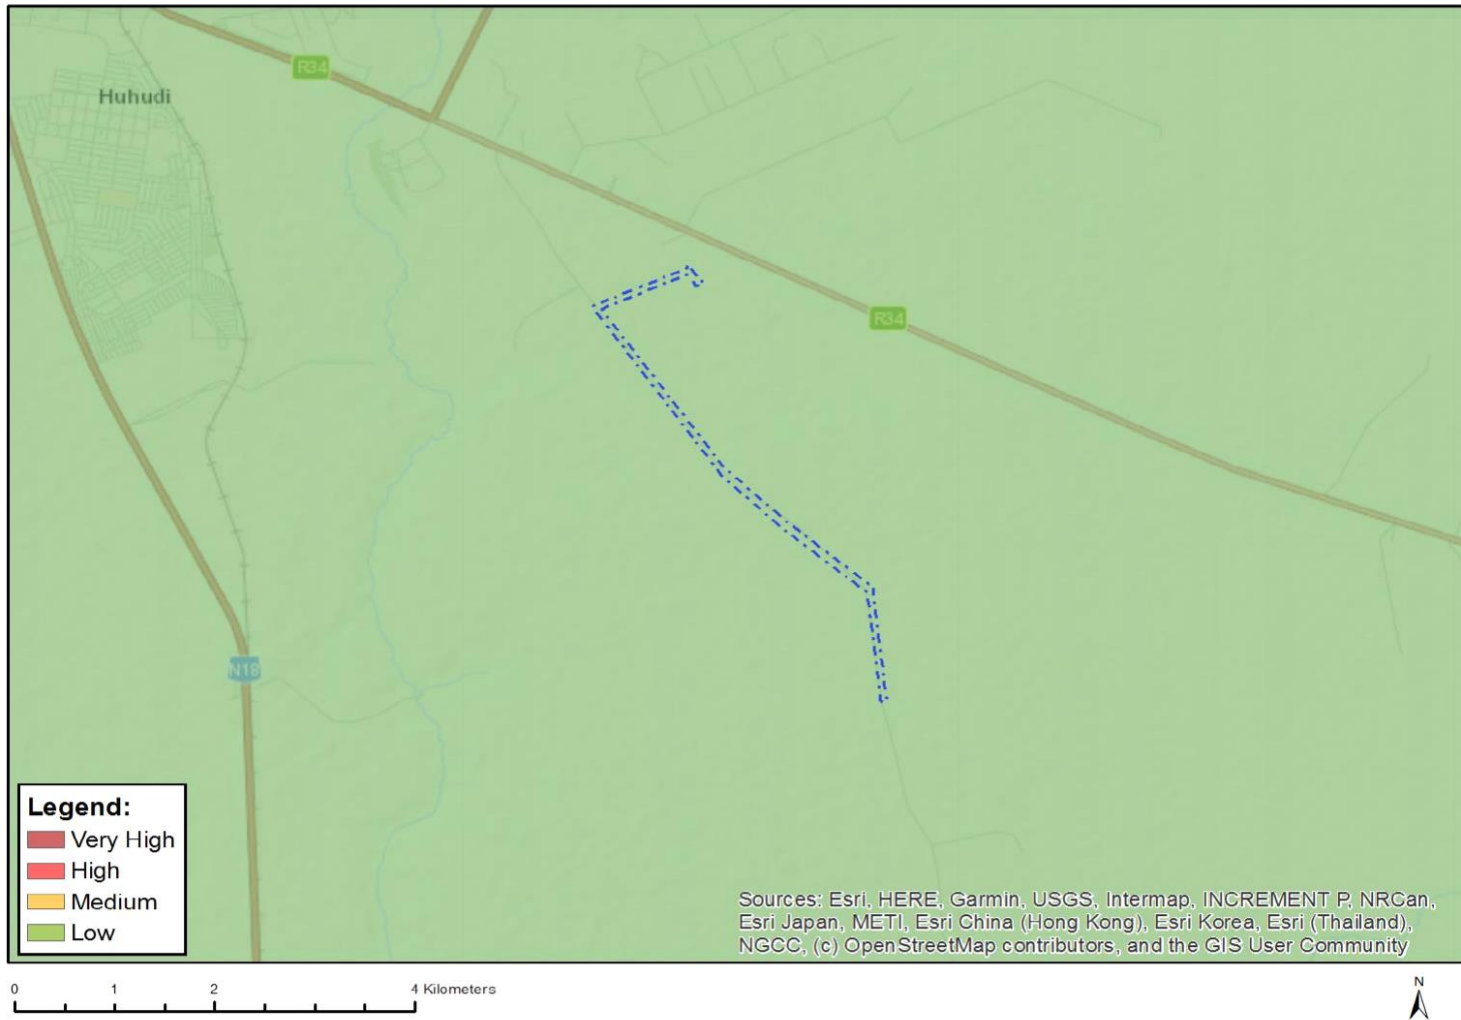 R34
Huhudi
R34
N18
Legend:
Very High
High
Medium
Low
Sources: Esri, HERE, Garmin, USGS, Intermap, INCREMENT P, NRCan,
Esri Japan, METI, Esri China (Hong Kong), Esri Korea, Esri (Thailand),
NGCC, (c) OpenStreetMap contributors, and the GIS User Community
0 1 2 4 Kilometers
N